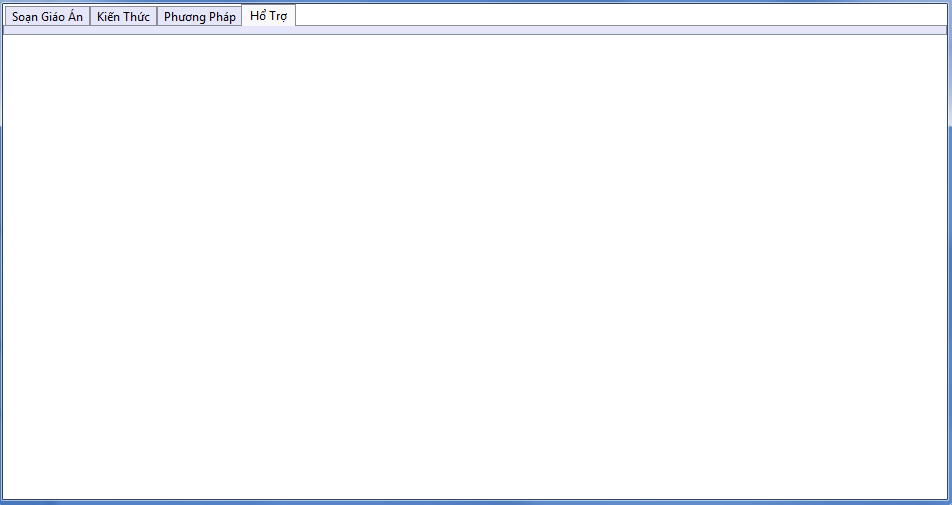 Soạn Giáo Án Kiến Thức Phương Pháp Hổ Trợ